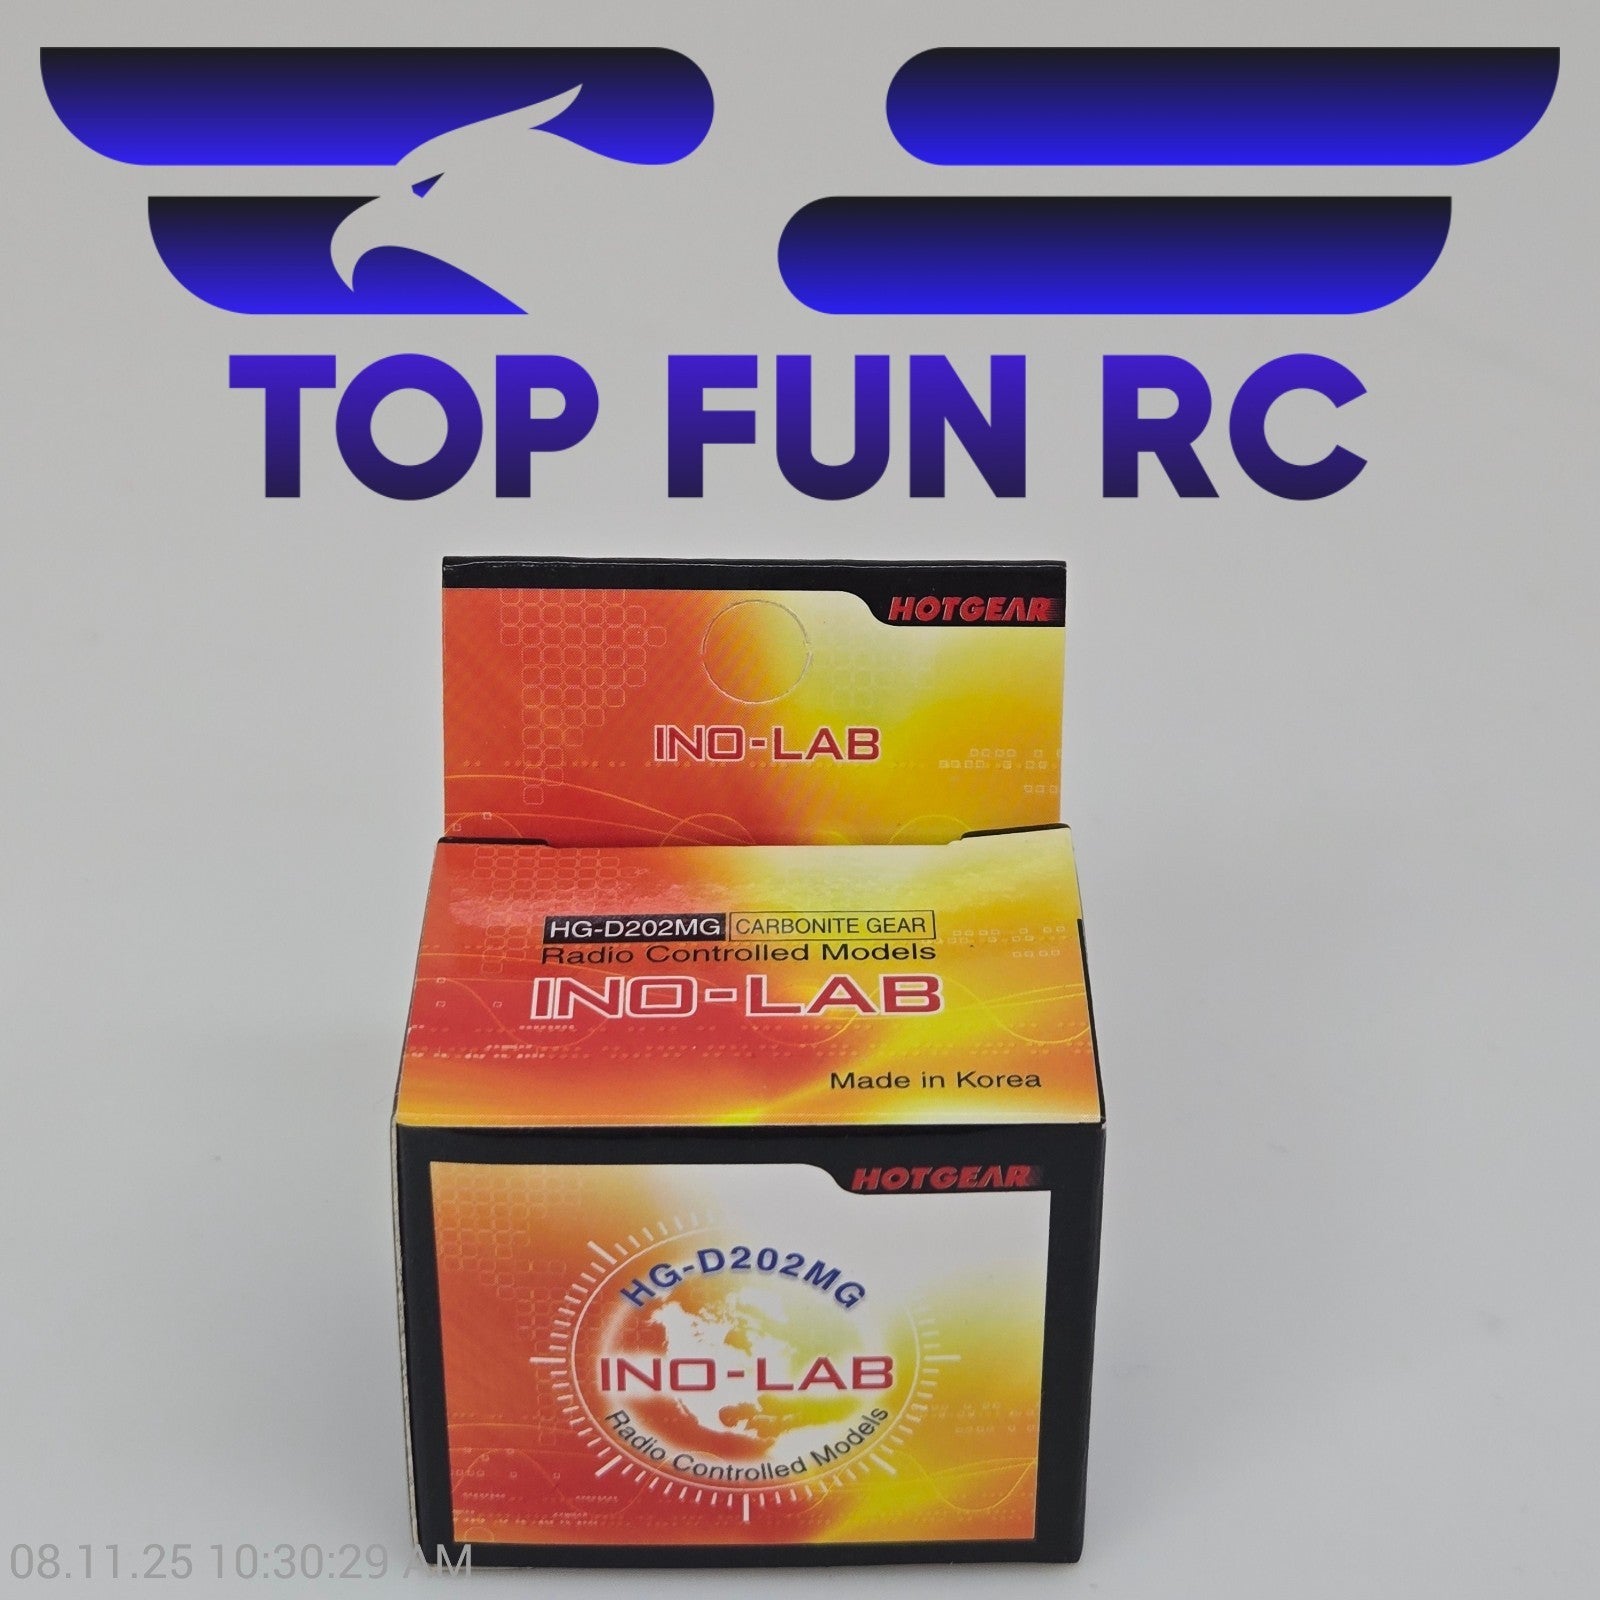 TOP FUN RC
HOTGEAR
INO-LAB
HG-D202MG CARBONITE GEAR
Radio Controlled Models
INO-LAB
Made in Korea
HOTGEAR
HG-D202MG
INO-LAB
Radio Controlled Models
08.11.25 10:30:29 AM